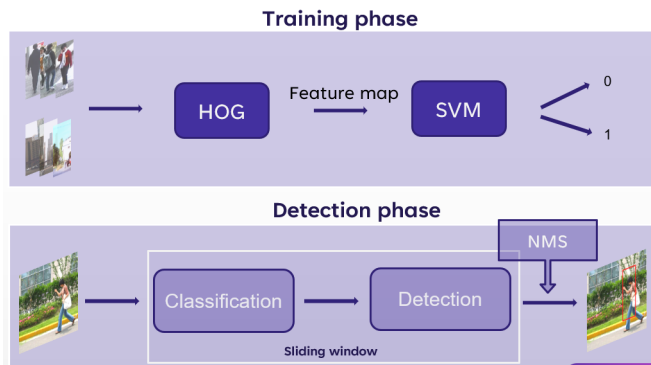 Training phase
HOG
Feature map
SVM
0
1
Detection phase
NMS
Classification
Detection
Sliding window